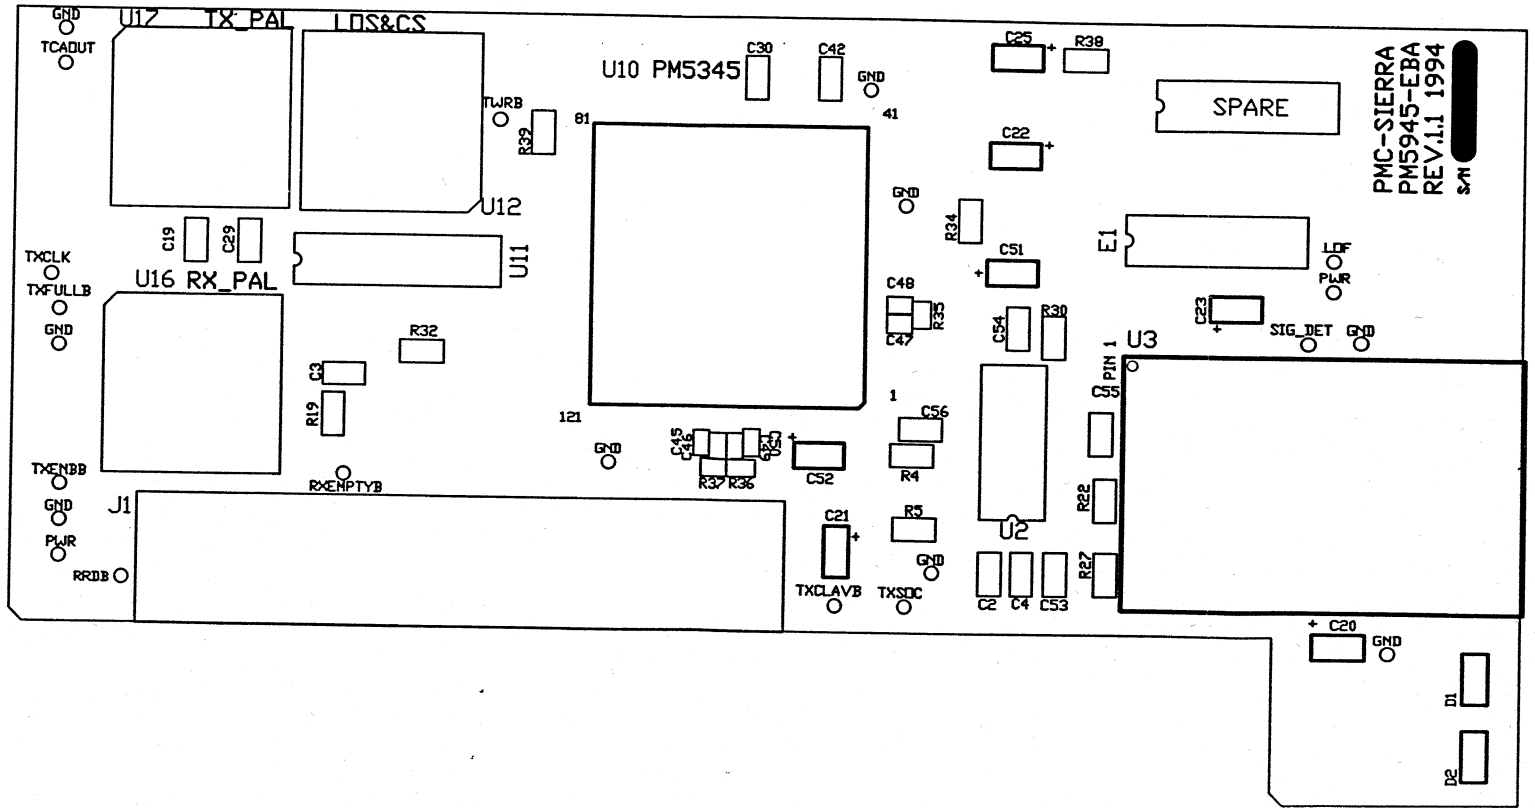 GND
U17 TX_PAL
LOS&CS
TCAOUT
U10 PM5345
C30
C42
GND
C25
+
R38
PMC-SIERRA
PM5945-EBA
REV.1.1 1994
S/N
SPARE
TWRB
R39
81
41
C22
+
GND
R34
U12
C19
C29
U11
TXCLK
U16 RX_PAL
TXFULLB
GND
E1
LOF
PWR
C51
+
C48
R35
C47
C54
R30
C23
+
SIG_DET
GND
R32
C3
R19
U3
PIN 1
C55
1
121
C56
R4
GND
C45
C46
C49
C50
R37
R36
+
C52
TXENBB
GND
PWR
RRDB
RXEMPTYB
J1
C21
+
R5
U2
R22
R27
GND
TXCLAVB
TXSOC
C2
C4
C53
+
C20
GND
D1
D2